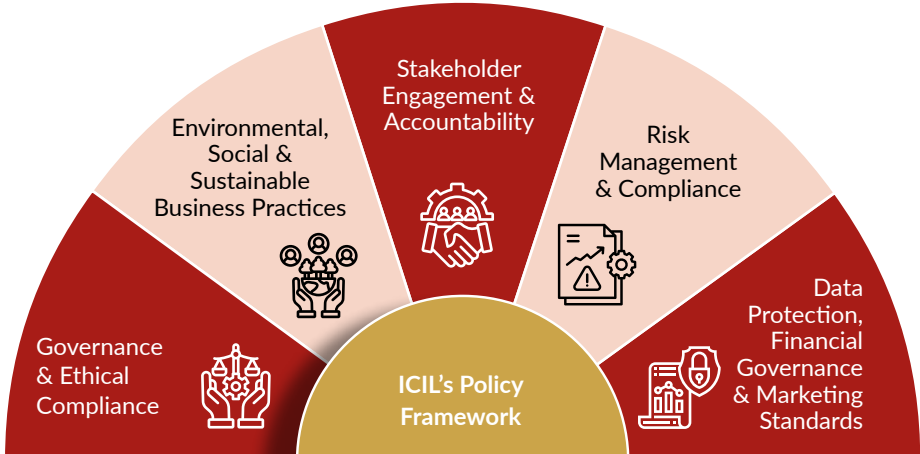 Governance
& Ethical
Compliance
Environmental,
Social &
Sustainable
Business Practices
Stakeholder
Engagement &
Accountability
Risk
Management
& Compliance
Data
Protection,
Financial
Governance
& Marketing
Standards
ICIL's Policy
Framework